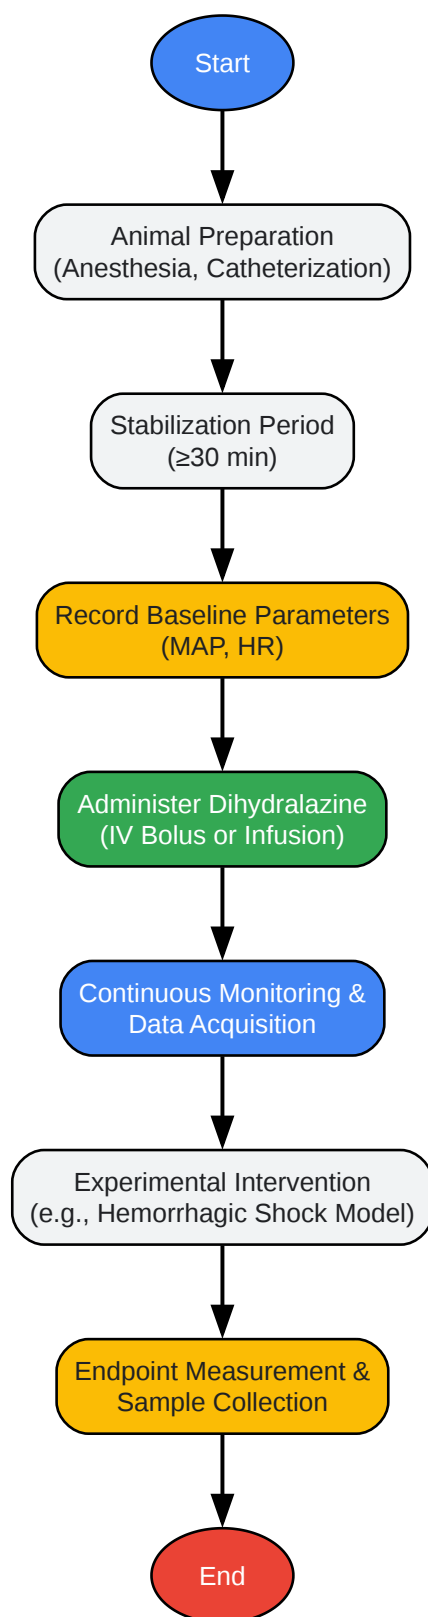 Start
Animal Preparation
(Anesthesia, Catheterization)
Stabilization Period
(≥30 min)
Record Baseline Parameters
(MAP, HR)
Administer Dihydralazine
(IV Bolus or Infusion)
Continuous Monitoring &
Data Acquisition
Experimental Intervention
(e.g., Hemorrhagic Shock Model)
Endpoint Measurement &
Sample Collection
End